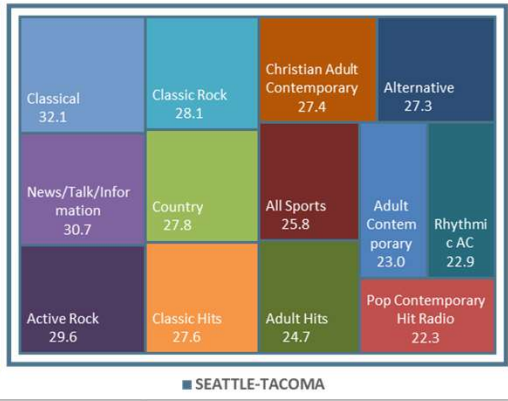 Classical
32.1
Classic Rock
28.1
Christian Adult
Contemporary
27.4
Alternative
27.3
News/Talk/Infor
mation
30.7
Country
27.8
All Sports
25.8
Adult
Contem
porary
23.0
Rhythmi
c AC
22.9
Active Rock
29.6
Classic Hits
27.6
Adult Hits
24.7
Pop Contemporary
Hit Radio
22.3
SEATTLE-TACOMA